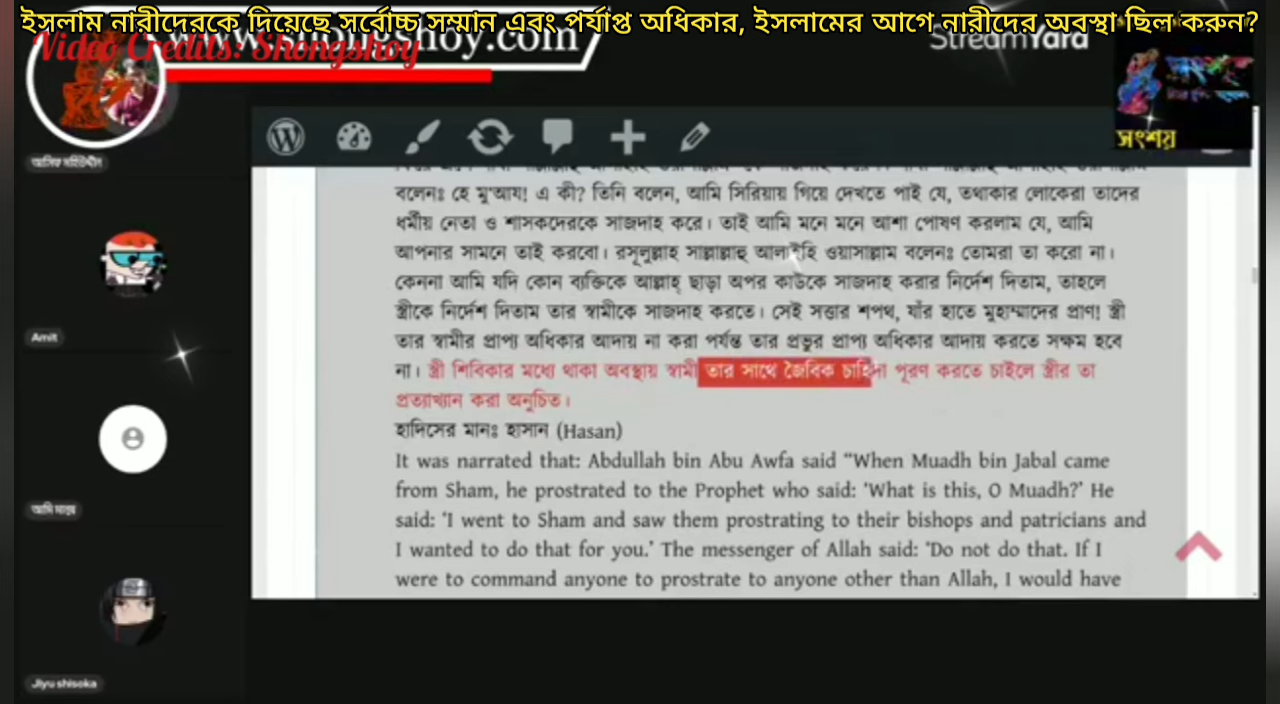 ইসলাম নারীদেরকে দিয়েছে সর্বোচ্চ সম্মান এবং পর্যাপ্ত অধিকার, ইসলামের আগে নারীদের অবস্থা ছিল করুন?
Video Credits: Shongshoy
StreamYard
সংশয়
বলেনঃ হে মু'আয! এ কী? তিনি বলেন, আমি সিরিয়ায় গিয়ে দেখতে পাই যে, তথাকার লোকেরা তাদের
ধর্মীয় নেতা ও শাসকদেরকে সাজদাহ করে। তাই আমি মনে মনে আশা পোষণ করলাম যে, আমি
আপনার সামনে তাই করবো। রসূলুল্লাহ সাল্লাল্লাহু আলাইহি ওয়াসাল্লাম বলেনঃ তোমরা তা করো না।
কেননা আমি যদি কোন ব্যক্তিকে আল্লাহ্ ছাড়া অপর কাউকে সাজদাহ করার নির্দেশ দিতাম, তাহলে
স্ত্রীকে নির্দেশ দিতাম তার স্বামীকে সাজদাহ করতে। সেই সত্তার শপথ, যাঁর হাতে মুহাম্মাদের প্রাণ! স্ত্রী
তার স্বামীর প্রাপ্য অধিকার আদায় না করা পর্যন্ত তার প্রভুর প্রাপ্য অধিকার আদায় করতে সক্ষম হবে
না। স্ত্রী শিবিকার মধ্যে থাকা অবস্থায় স্বামী তার সাথে জৈবিক চাহিদা পূরণ করতে চাইলে স্ত্রীর তা
প্রত্যাখ্যান করা অনুচিত।
হাদিসের মানঃ হাসান (Hasan)
It was narrated that: Abdullah bin Abu Awfa said “When Muadh bin Jabal came
from Sham, he prostrated to the Prophet who said: ‘What is this, O Muadh?’ He
said: ‘I went to Sham and saw them prostrating to their bishops and patricians and
I wanted to do that for you.’ The messenger of Allah said: ‘Do not do that. If I
were to command anyone to prostrate to anyone other than Allah, I would have
Amit
আমি মানুষ
Jiyu shisoka